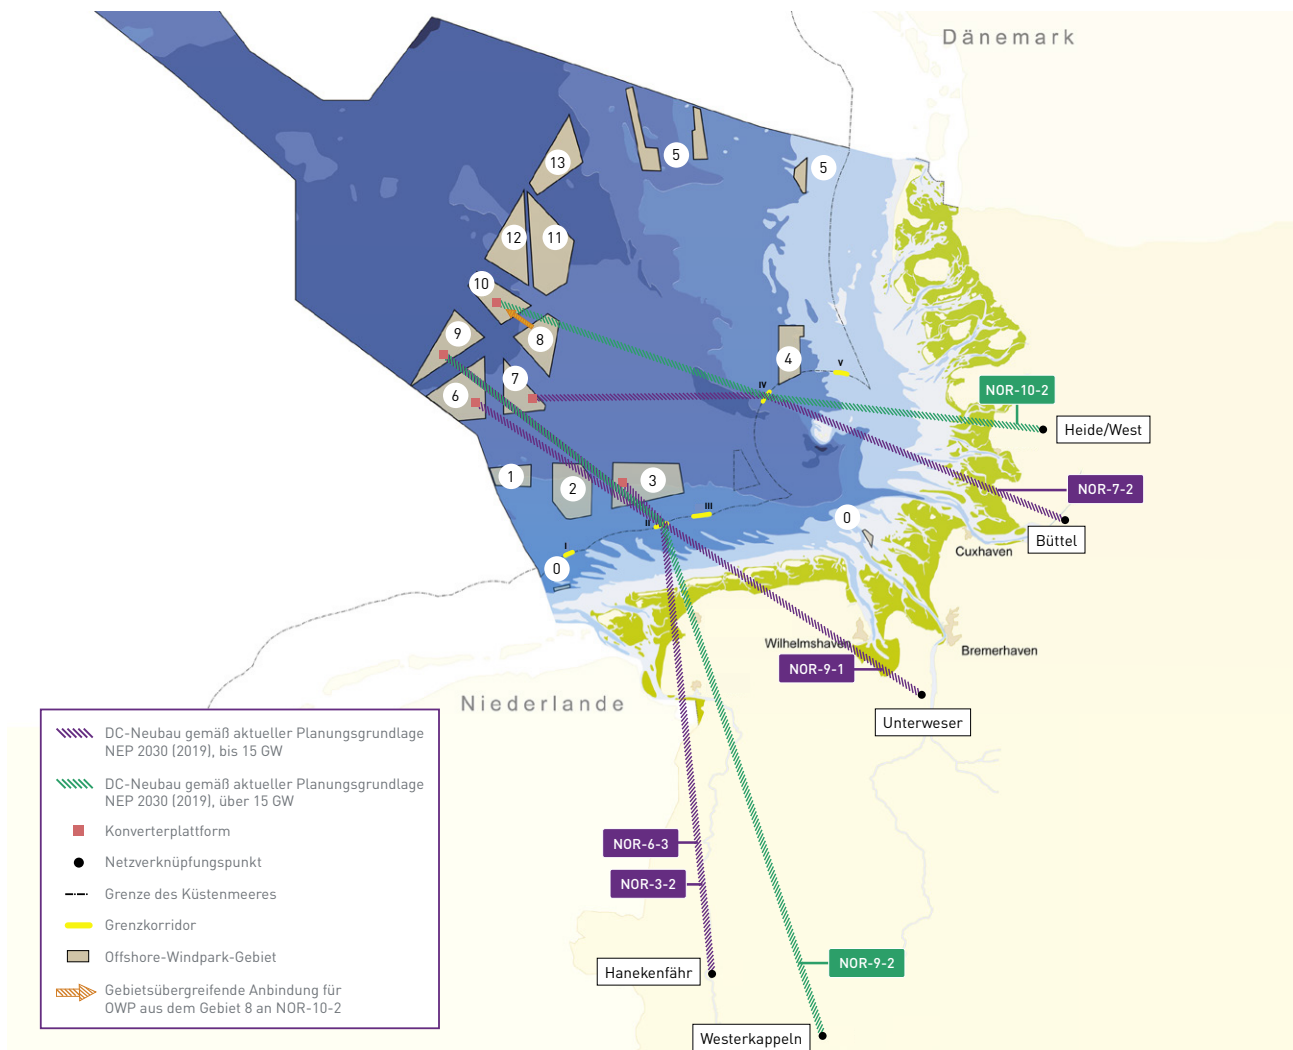 Dänemark
13
5
5
12
11
10
9
8
7
6
4
V
IV
NOR-10-2
Heide/West
NOR-7-2
Büttel
1
2
3
III
II
I
0
0
Cuxhaven
Wilhelmshaven
Bremerhaven
NOR-9-1
Unterweser
Niederlande
NOR-6-3
NOR-3-2
NOR-9-2
Hanekenfähr
Westerkappeln
DC-Neubau gemäß aktueller Planungsgrundlage
NEP 2030 (2019), bis 15 GW
DC-Neubau gemäß aktueller Planungsgrundlage
NEP 2030 (2019), über 15 GW
Konverterplattform
Netzverknüpfungspunkt
Grenze des Küstenmeeres
Grenzkorridor
Offshore-Windpark-Gebiet
Gebietsübergreifende Anbindung für
OWP aus dem Gebiet 8 an NOR-10-2